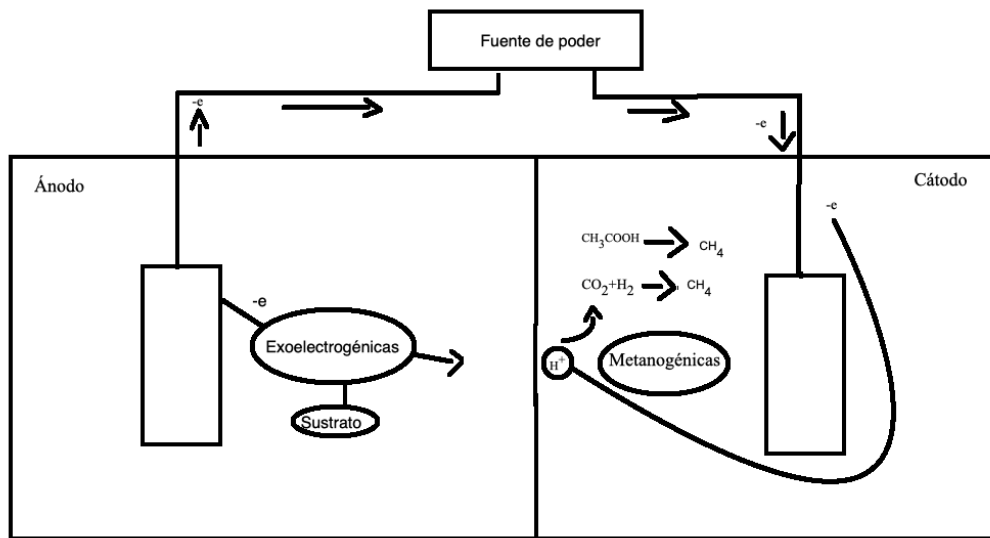 Fuente de poder
-e
-e
Ánodo
Cátodo
-e
CH₃COOH CH₄
CO₂+H₂ CH₄
-e
Exoelectrogénicas
H⁺
Metanogénicas
Sustrato